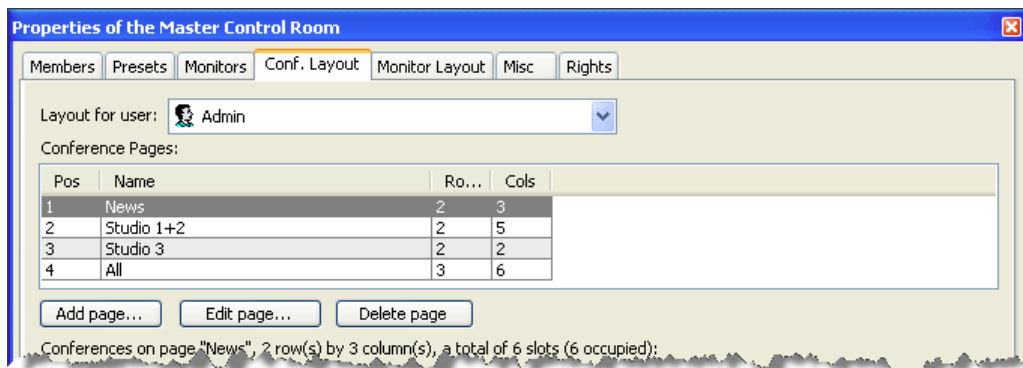 Properties of the Master Control Room
Members Presets Monitors Conf. Layout Monitor Layout Misc Rights
Layout for user: Admin
Conference Pages:
Pos Name Ro... Cols
1 News 2 3
2 Studio 1+2 2 5
3 Studio 3 2 2
4 All 3 6
Add page... Edit page... Delete page
Conferences on page "News", 2 row(s) by 3 column(s), a total of 6 slots (6 occupied):